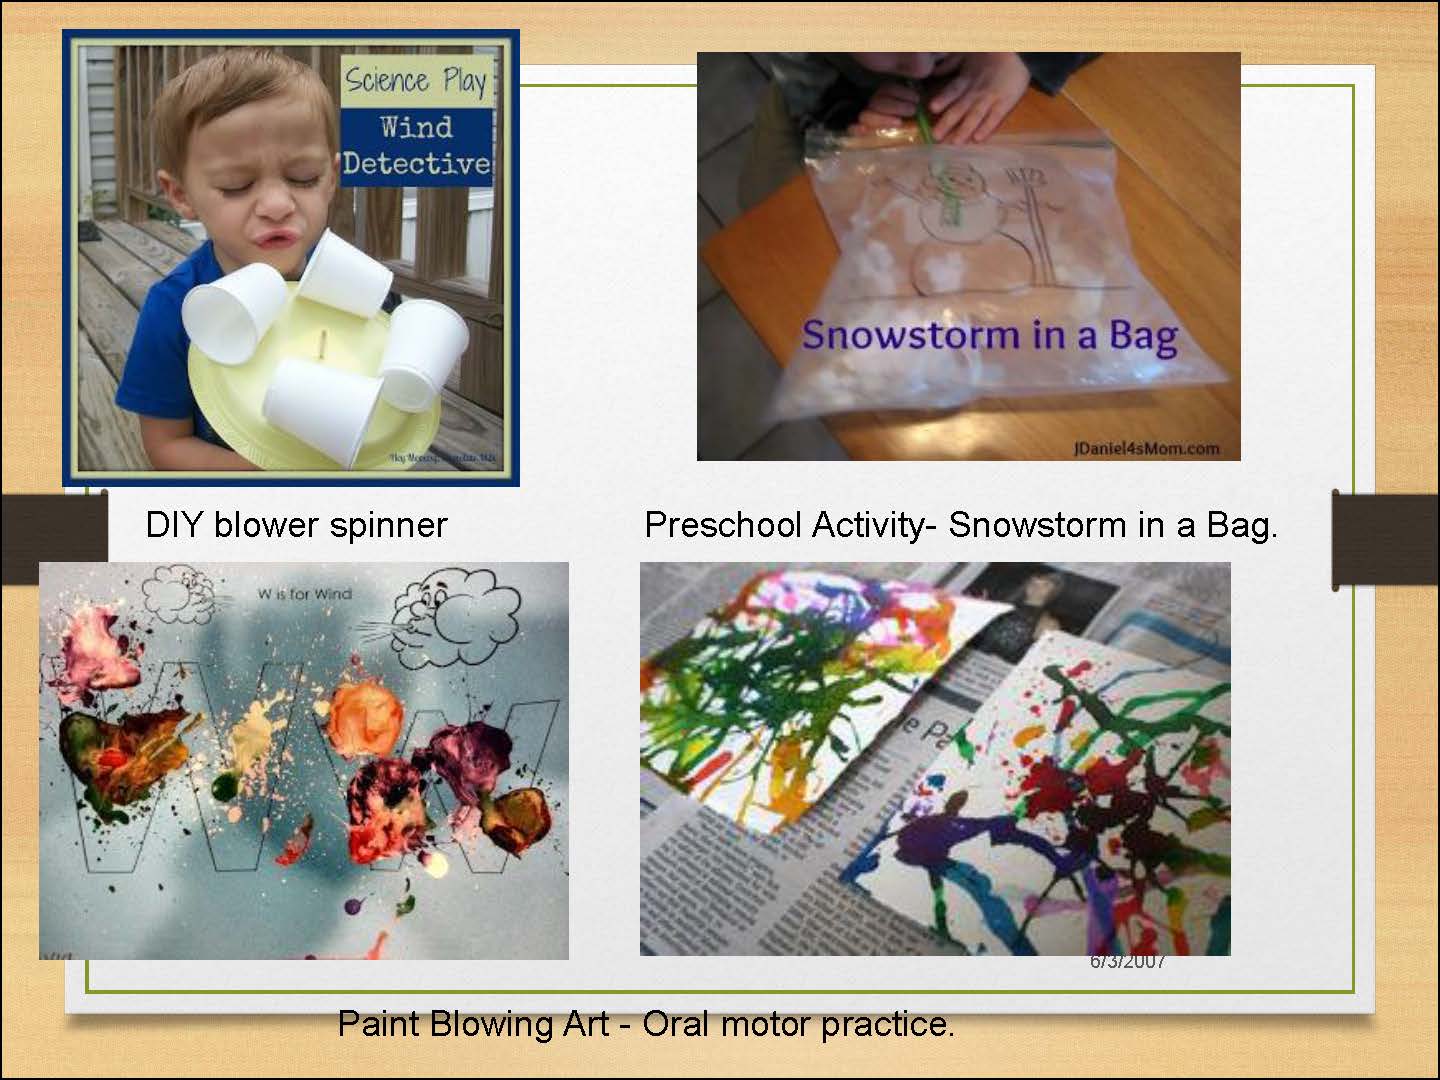 Science Play
Wind
Detective
Snowstorm in a Bag
JDaniel4sMom.com
DIY blower spinner
Preschool Activity- Snowstorm in a Bag.
W is for Wind
W
6/3/2007
Paint Blowing Art - Oral motor practice.